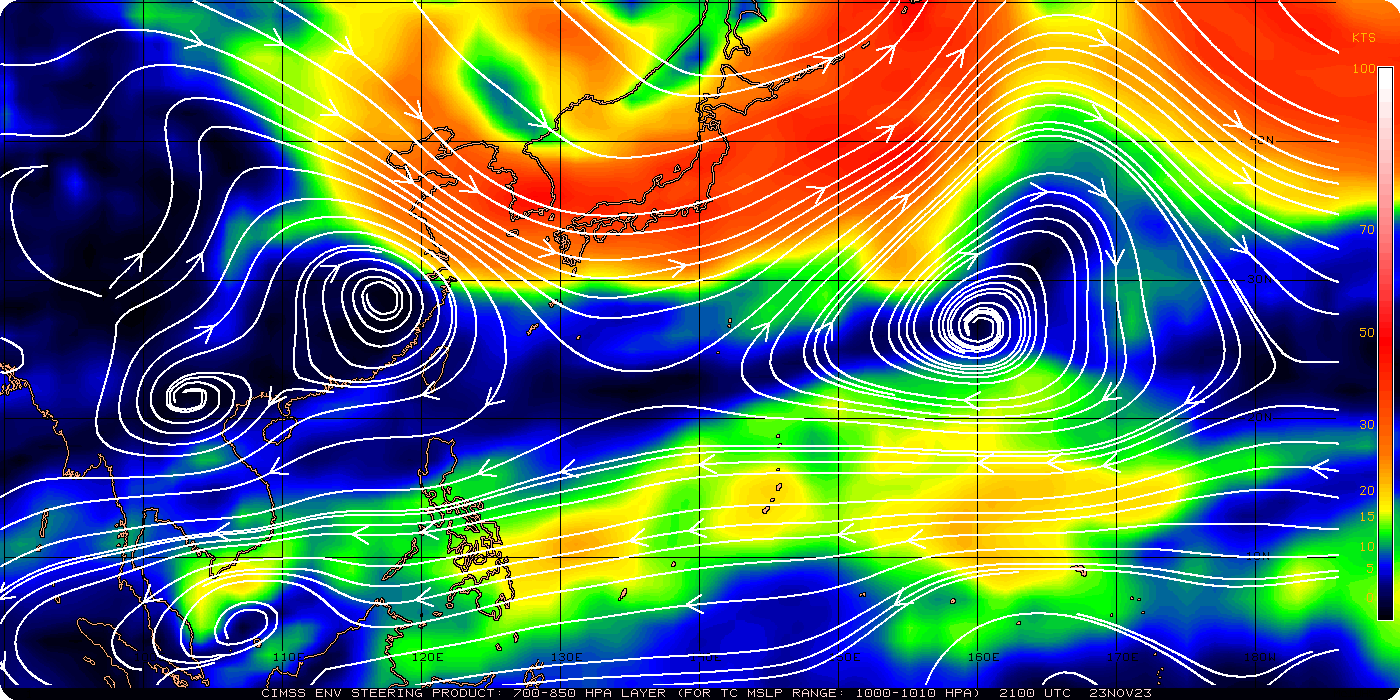 KTS
100
40N
70
30N
50
20N
30
20
15
10
10N
5
110E 120E 130E 140E 150E 160E 170E 180W
CIMSS ENV STEERING PRODUCT: 700-850 HPA LAYER (FOR TC MSLP RANGE: 1000-1010 HPA) 2100 UTC 23NOV23